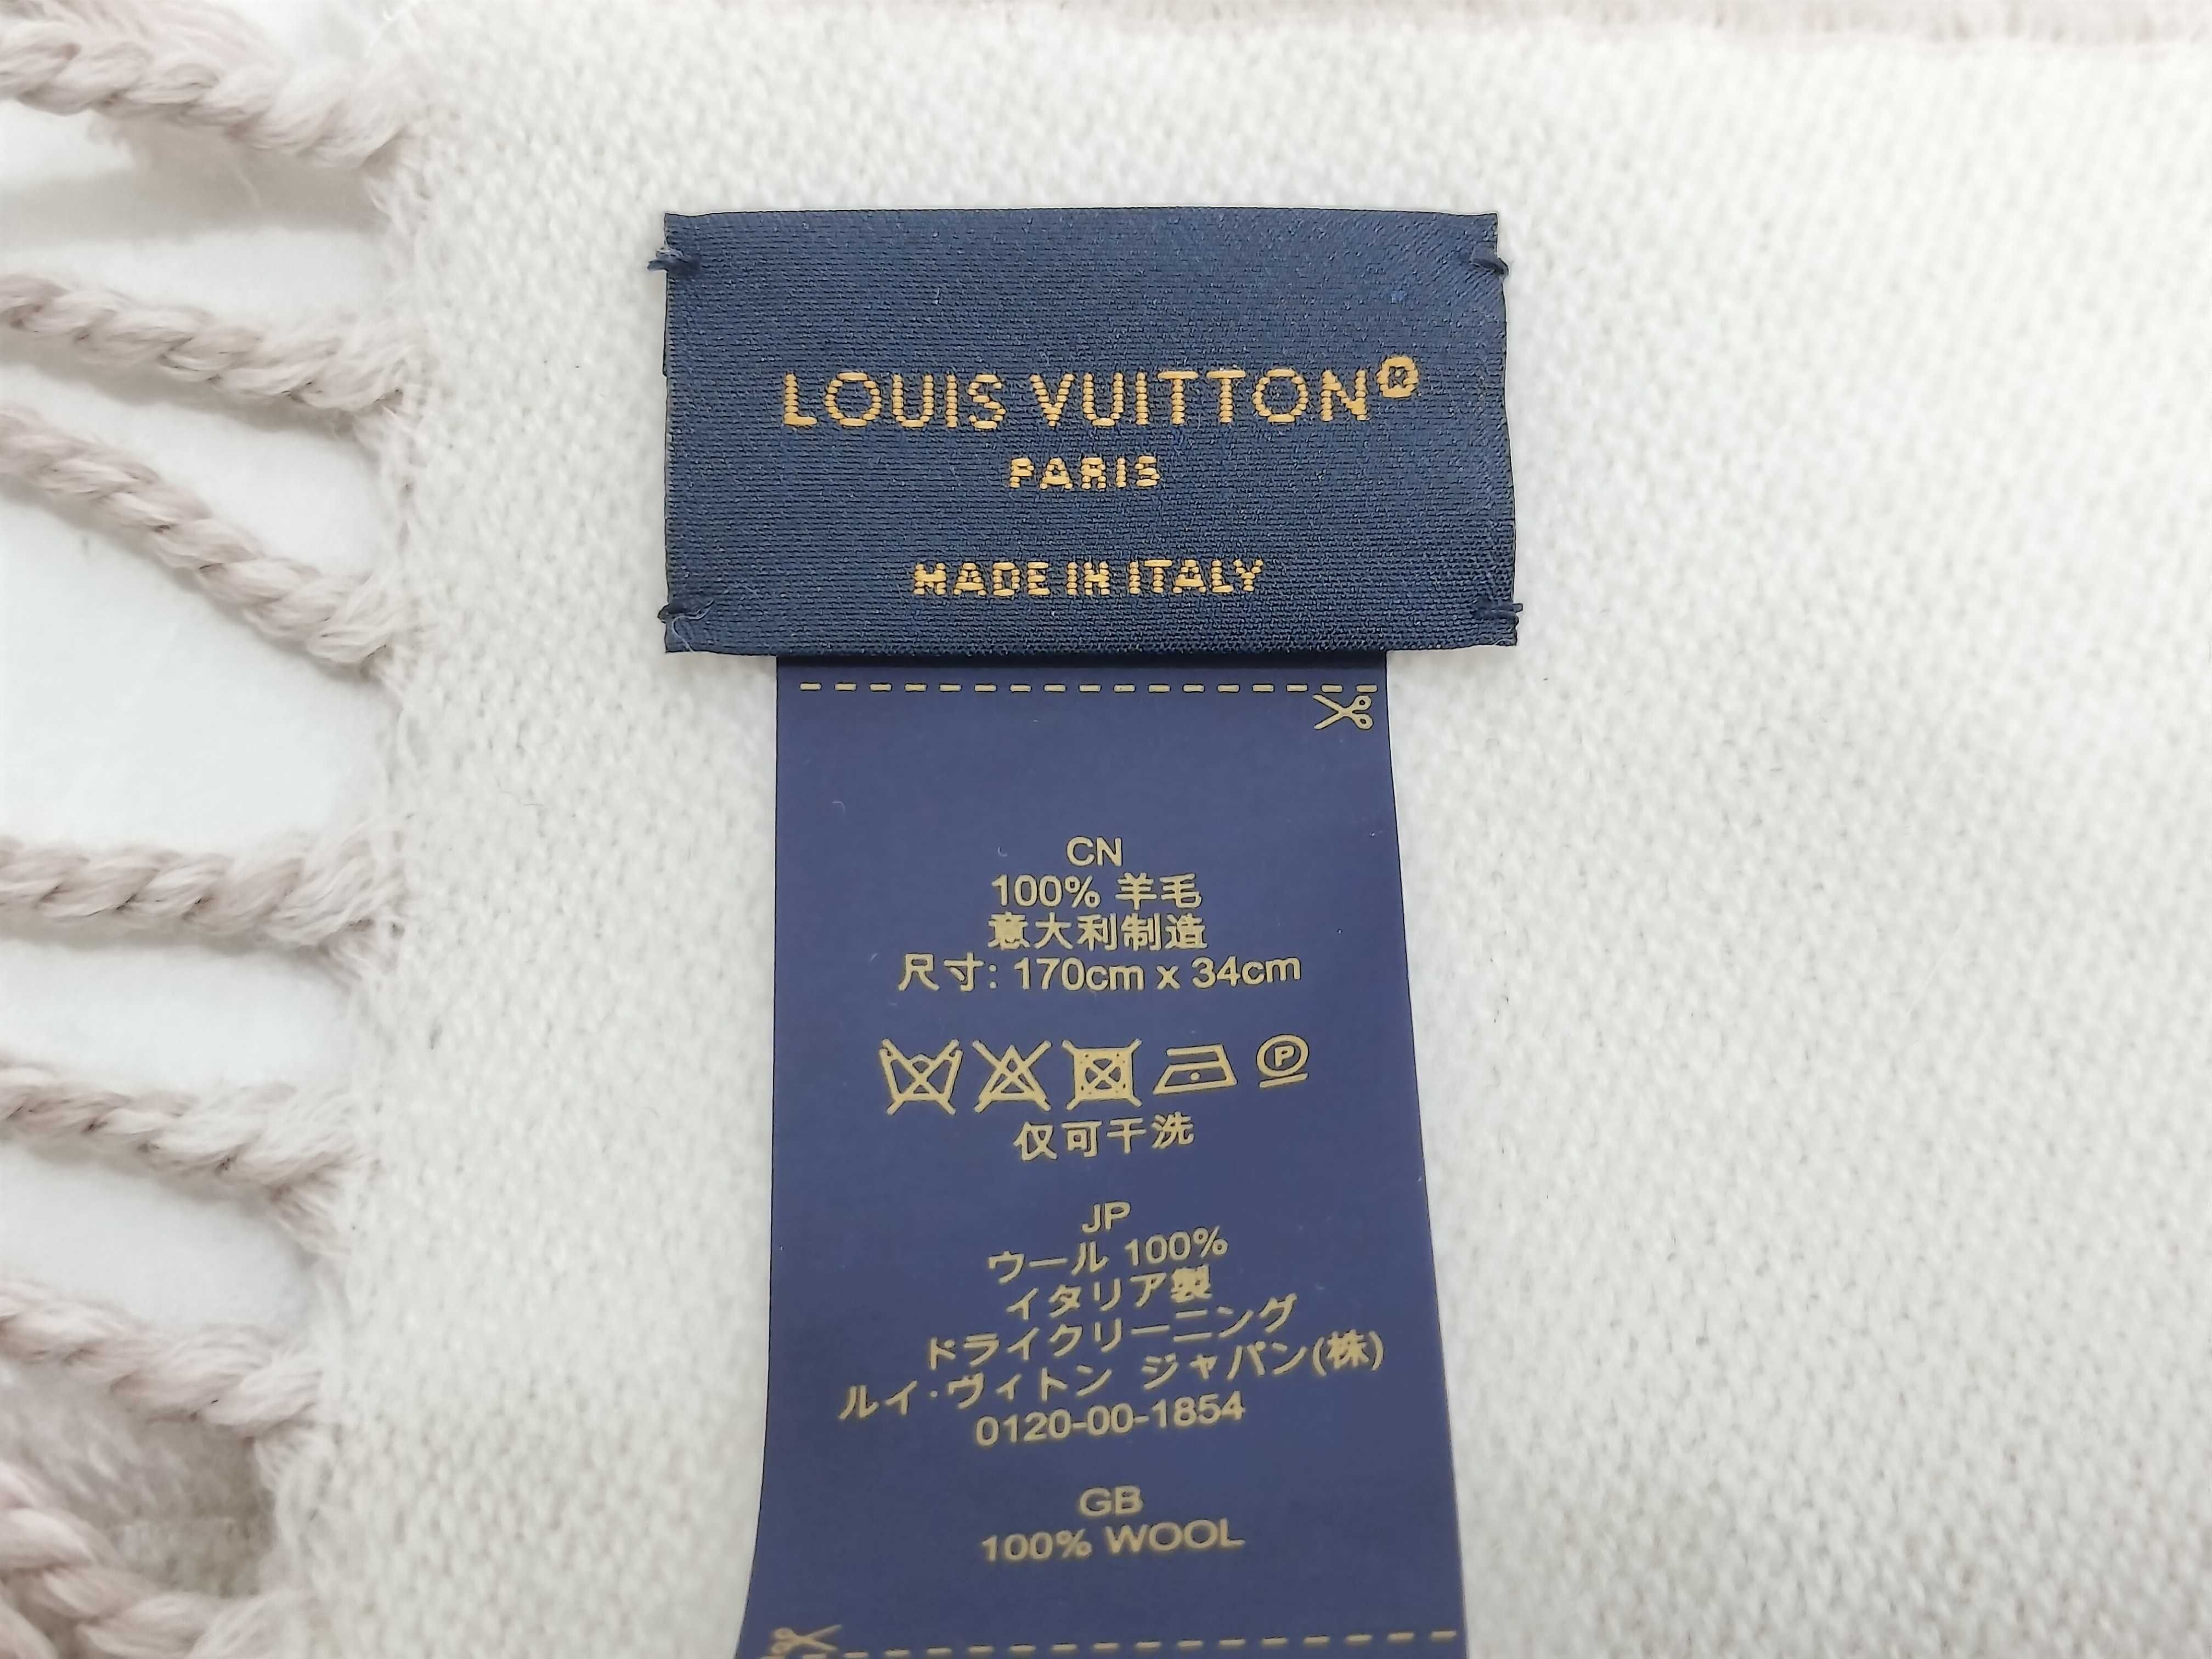 LOUIS VUITTON®
PARIS
MADE IN ITALY
CN
100% 羊毛
意大利制造
尺寸: 170cm x 34cm
P
仅可干洗
JP
ウール 100%
イタリア製
ドライクリーニング
ルイ·ヴィトン ジャパン(株)
0120-00-1854
GB
100% WOOL